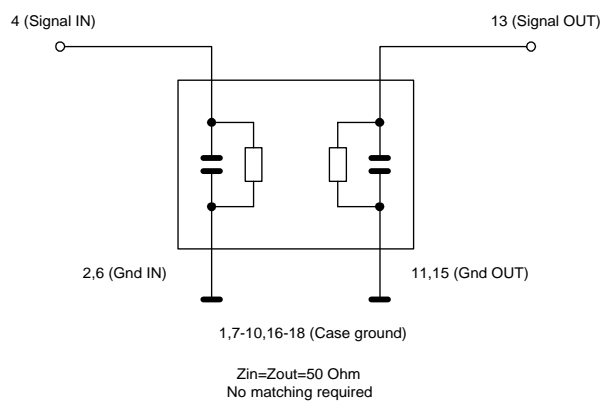 4 (Signal IN)
13 (Signal OUT)
2,6 (Gnd IN)
11,15 (Gnd OUT)
1,7-10,16-18 (Case ground)
Zin=Zout=50 Ohm
No matching required